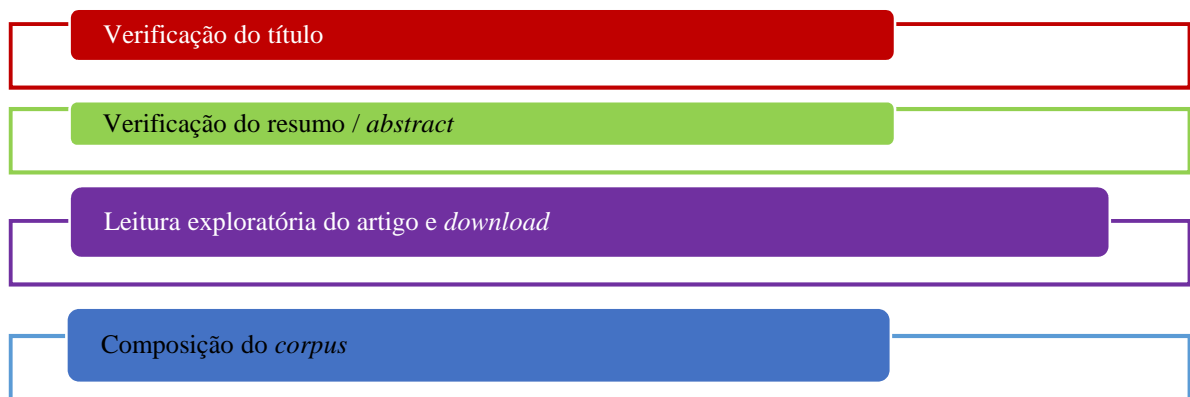 Verificação do título
Verificação do resumo / abstract
Leitura exploratória do artigo e download
Composição do corpus